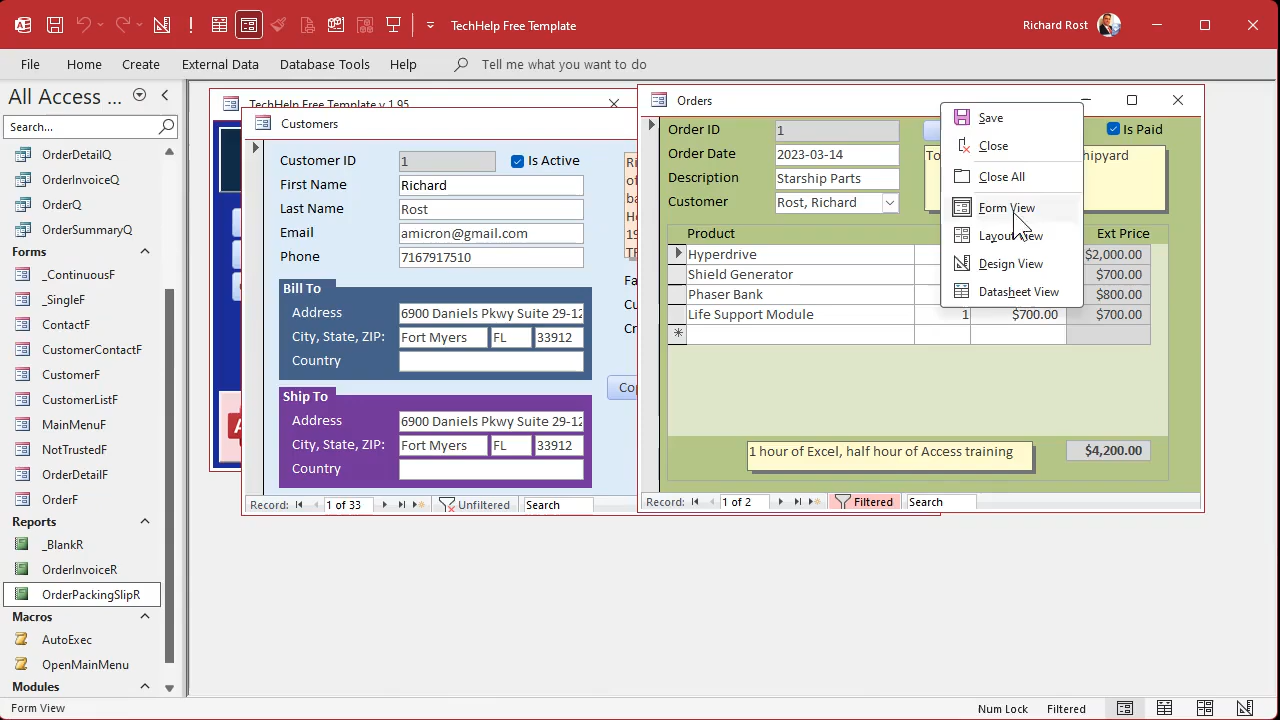 TechHelp Free Template
Richard Rost
File
Home
Create
External Data
Database Tools
Help
Tell me what you want to do
All Access ...
Search...
OrderDetailQ
OrderInvoiceQ
OrderQ
OrderSummaryQ
Forms
_ContinuousF
_SingleF
ContactF
CustomerContactF
CustomerF
CustomerListF
MainMenuF
NotTrustedF
OrderDetailF
OrderF
Reports
_BlankR
OrderInvoiceR
OrderPackingSlipR
Macros
AutoExec
OpenMainMenu
Modules
TechHelp Free Template v 1.95
Customers
Customer ID 1 Is Active
First Name Richard
Last Name Rost
Email amicron@gmail.com
Phone 7167917510
Bill To
Address 6900 Daniels Pkwy Suite 29-12
City, State, ZIP: Fort Myers FL 33912
Country
Ship To
Address 6900 Daniels Pkwy Suite 29-12
City, State, ZIP: Fort Myers FL 33912
Country
Record: 1 of 33 Unfiltered Search
Orders
Order ID 1 Is Paid
Order Date 2023-03-14
Description Starship Parts
Customer Rost, Richard
Product Ext Price
Hyperdrive $2,000.00
Shield Generator $700.00
Phaser Bank $800.00
Life Support Module 1 $700.00 $700.00
1 hour of Excel, half hour of Access training $4,200.00
Record: 1 of 2 Filtered Search
Save
Close
Close All
Form View
Layout View
Design View
Datasheet View
Form View
Num Lock
Filtered